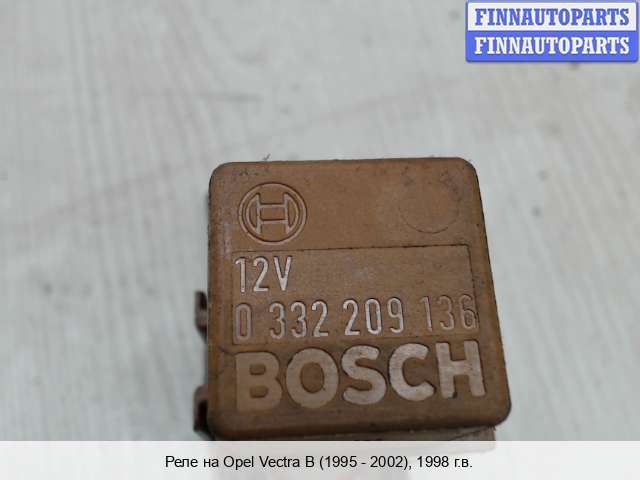 FINNAUTOPARTS
FINNAUTOPARTS
12V
0 332 209 136
BOSCH
Реле на Opel Vectra B (1995 - 2002), 1998 г.в.